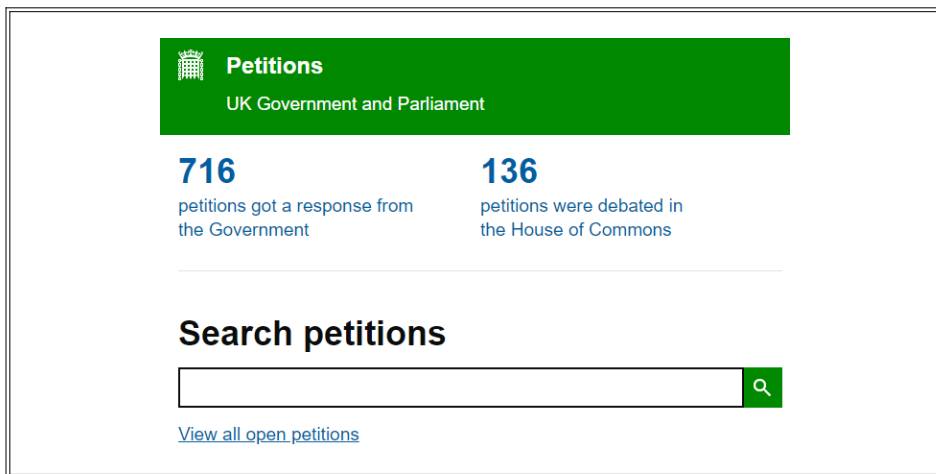 Petitions
UK Government and Parliament
716
petitions got a response from
the Government
136
petitions were debated in
the House of Commons
Search petitions
View all open petitions